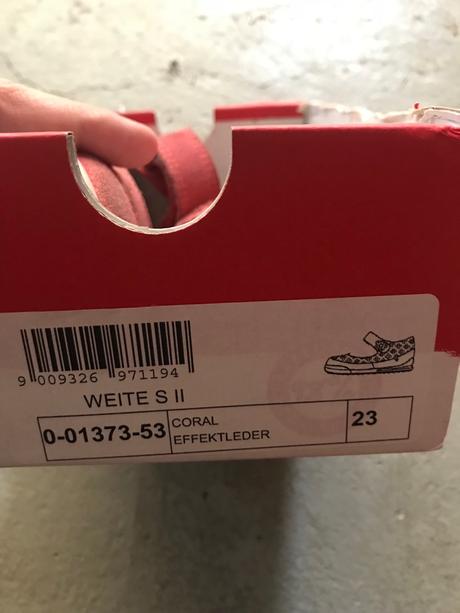 9 009326 971194
WEITE S II
0-01373-53
CORAL
EFFEKTLEDER
23